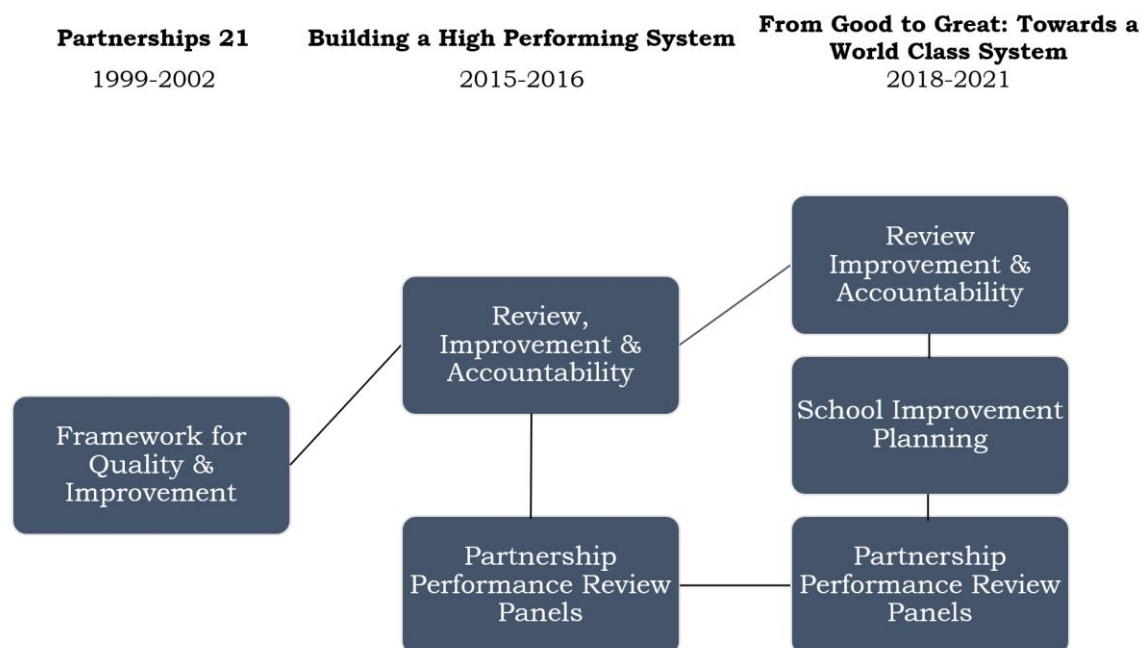 Partnerships 21
1999-2002
Building a High Performing System
2015-2016
From Good to Great: Towards a
World Class System
2018-2021
Framework for
Quality &
Improvement
Review,
Improvement &
Accountability
Partnership
Performance Review
Panels
Review
Improvement &
Accountability
School Improvement
Planning
Partnership
Performance Review
Panels